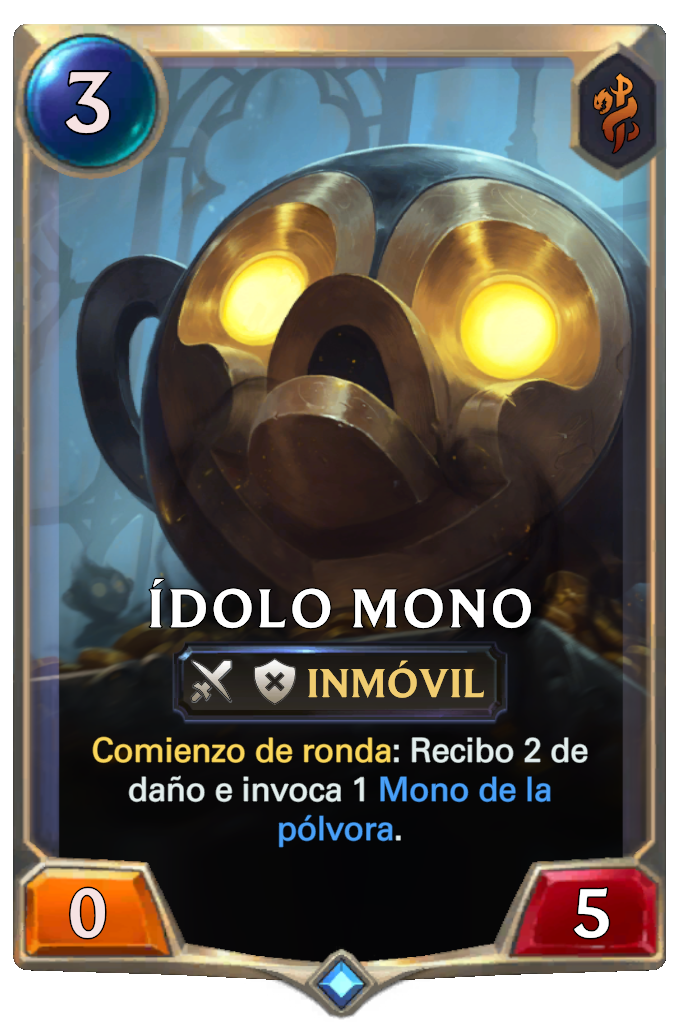 3
ÍDOLO MONO
INMÓVIL
Comienzo de ronda: Recibo 2 de
daño e invoca 1 Mono de la
pólvora.
0
5